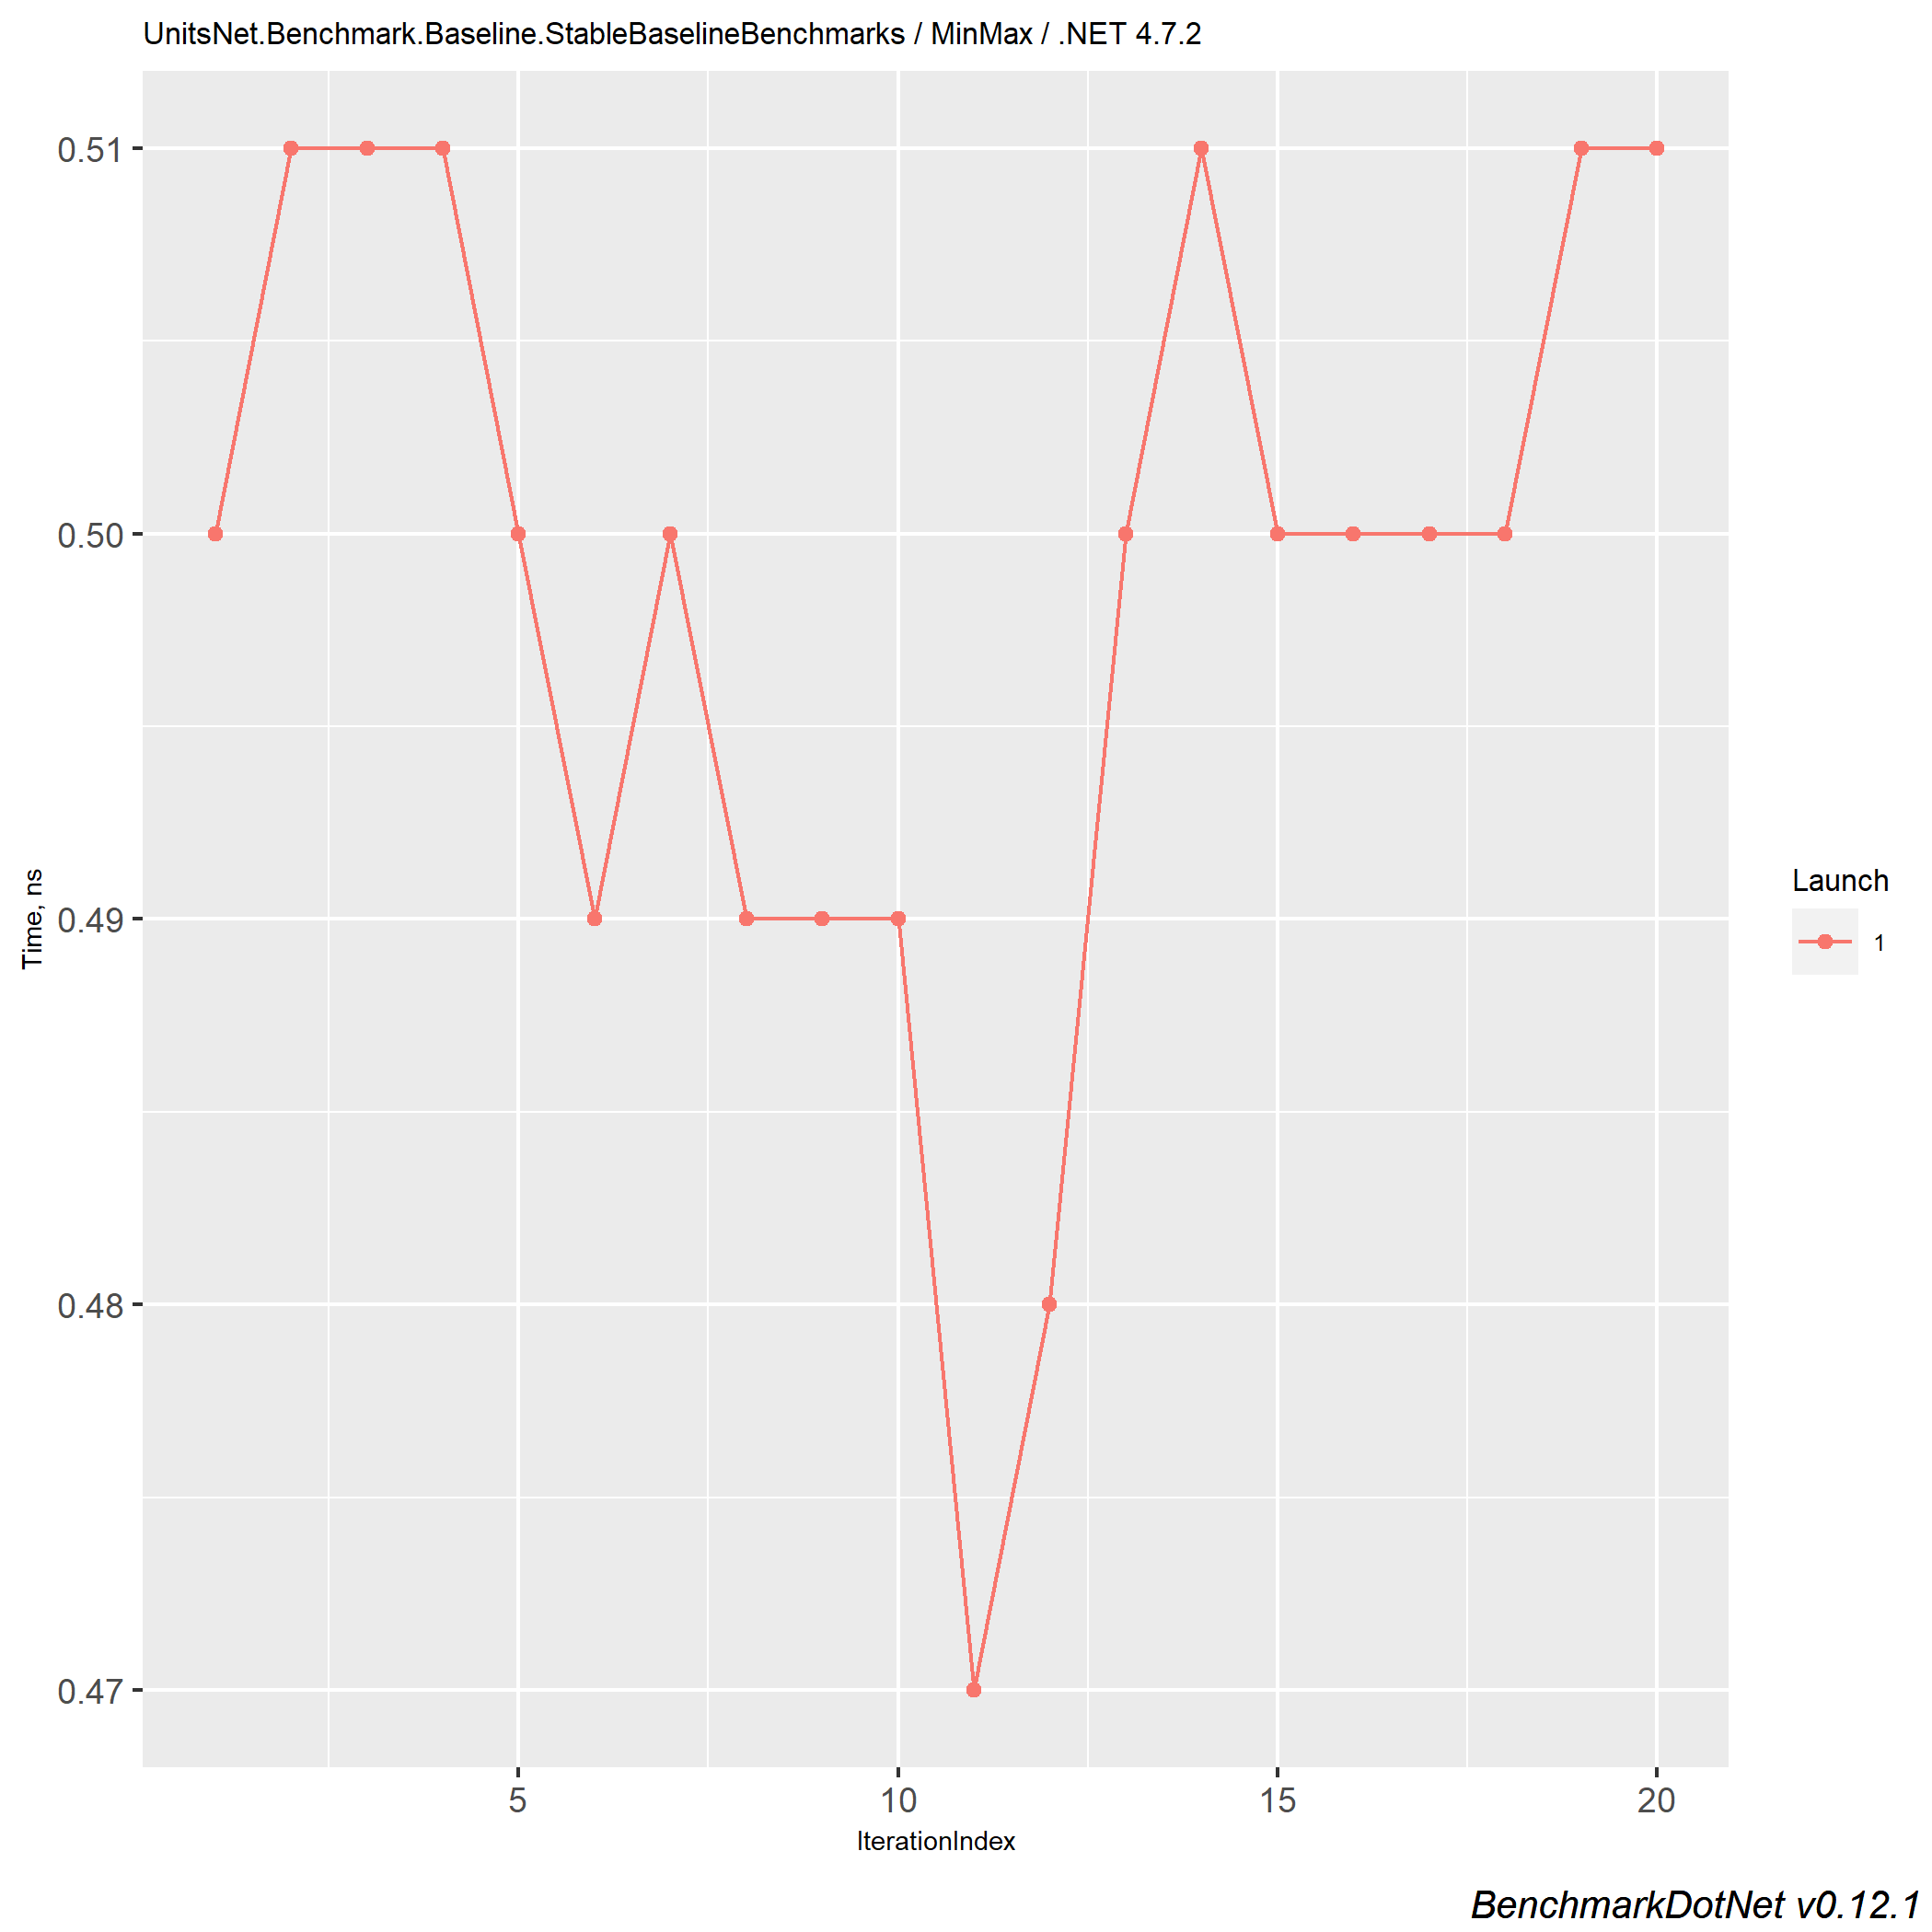 UnitsNet.Benchmark.Baseline.StableBaselineBenchmarks / MinMax / .NET 4.7.2
0.51
0.50
0.49
0.48
0.47
Time, ns
5 10 15 20
IterationIndex
Launch
1
BenchmarkDotNet v0.12.1